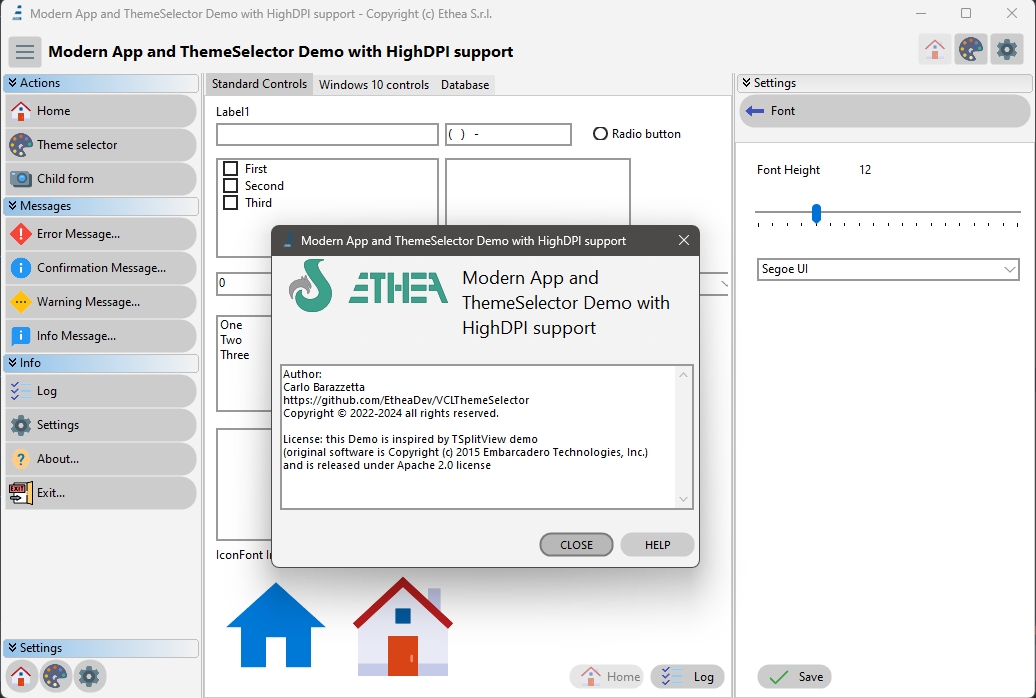 Modern App and ThemeSelector Demo with HighDPI support - Copyright (c) Ethea S.r.l.
Modern App and ThemeSelector Demo with HighDPI support
Actions
Home
Theme selector
Child form
Messages
Error Message...
Confirmation Message...
Warning Message...
Info Message...
Info
Log
Settings
About...
Exit...
Settings
Standard Controls
Windows 10 controls
Database
Label1
( ) -
Radio button
First
Second
Third
0
One
Two
Three
Modern App and ThemeSelector Demo with HighDPI support
ETHEA
Modern App and
ThemeSelector Demo with
HighDPI support
Author:
Carlo Barazzetta
https://github.com/EtheaDev/VCLThemeSelector
Copyright © 2022-2024 all rights reserved.
License: this Demo is inspired by TSplitView demo
(original software is Copyright (c) 2015 Embarcadero Technologies, Inc.)
and is released under Apache 2.0 license
CLOSE
HELP
IconFont
Home
Log
Settings
Font
Font Height
12
Segoe UI
Save